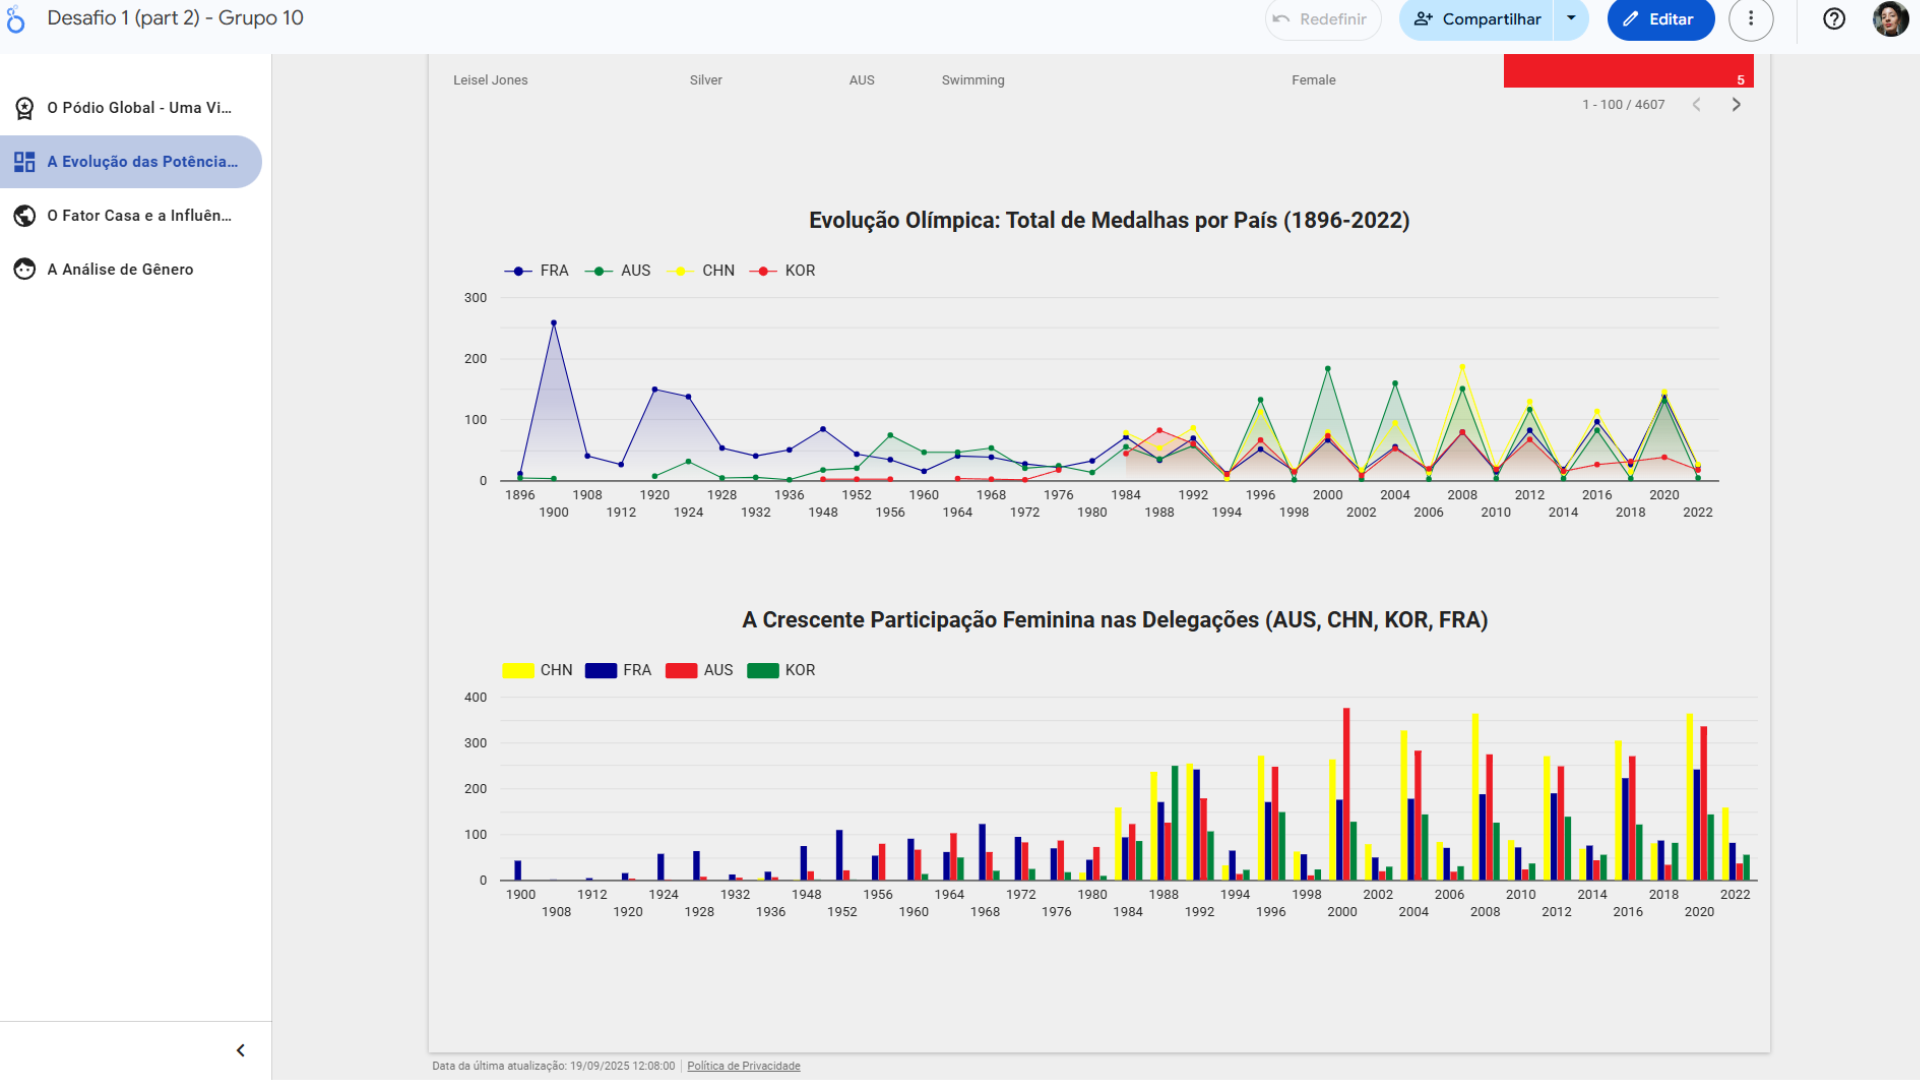 Desafio 1 (part 2) - Grupo 10
Redefinir
Compartilhar
Editar
O Pódio Global - Uma Vi...
A Evolução das Potência...
O Fator Casa e a Influên...
A Análise de Gênero
Leisel Jones Silver AUS Swimming Female 5
1 - 100 / 4607
Evolução Olímpica: Total de Medalhas por País (1896-2022)
FRA AUS CHN KOR
300
200
100
0
1896 1908 1920 1928 1936 1952 1960 1968 1976 1984 1992 1996 2000 2004 2008 2012 2016 2020
1900 1912 1924 1932 1948 1956 1964 1972 1980 1988 1994 1998 2002 2006 2010 2014 2018 2022
A Crescente Participação Feminina nas Delegações (AUS, CHN, KOR, FRA)
CHN FRA AUS KOR
400
300
200
100
0
1900 1912 1924 1932 1948 1956 1964 1972 1980 1988 1994 1998 2002 2006 2010 2014 2018 2022
1908 1920 1928 1936 1952 1960 1968 1976 1984 1992 1996 2000 2004 2008 2012 2016 2020
Data da última atualização: 19/09/2025 12:08:00 Política de Privacidade